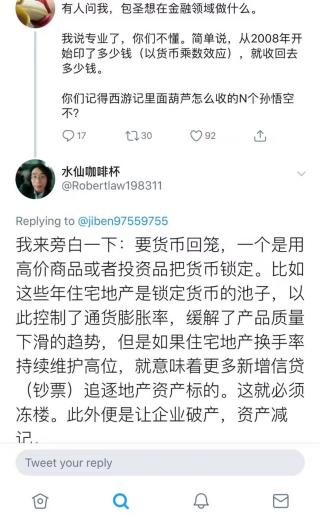 有人问我，包圣想在金融领域做什么。
我说专业了，你们不懂。简单说，从2008年开
始印了多少钱（以货币乘数效应），就收回去
多少钱。
你们记得西游记里面葫芦怎么收的N个孙悟空
不?
17 30 92
水仙咖啡杯
@Robertlaw198311
Replying to @jiben97559755
我来旁白一下：要货币回笼，一个是用
高价商品或者投资品把货币锁定。比如
这些年住宅地产是锁定货币的池子，以
此控制了通货膨胀率，缓解了产品质量
下滑的趋势，但是如果住宅地产换手率
持续维护高位，就意味着更多新增信贷
（钞票）追逐地产资产标的。这就必须
冻楼。此外便是让企业破产，资产减
记。
Tweet your reply